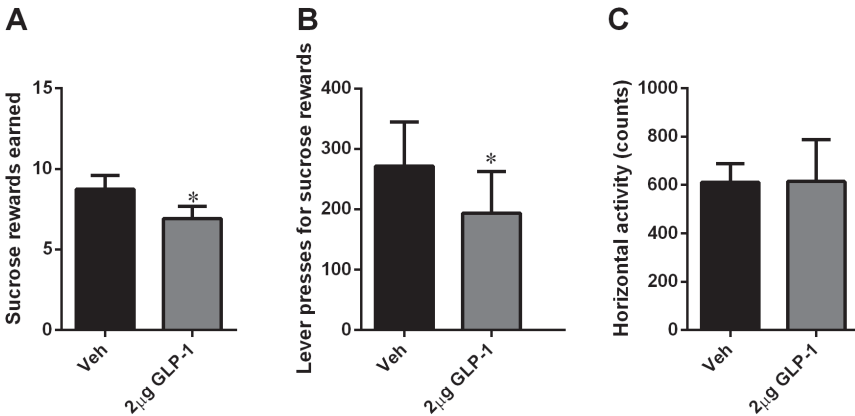 A
Sucrose rewards earned
15
10
5
0
*
Veh
2μg GLP-1
B
Lever presses for sucrose rewards
400
300
200
100
0
*
Veh
2μg GLP-1
C
Horizontal activity (counts)
1000
800
600
400
200
0
Veh
2μg GLP-1